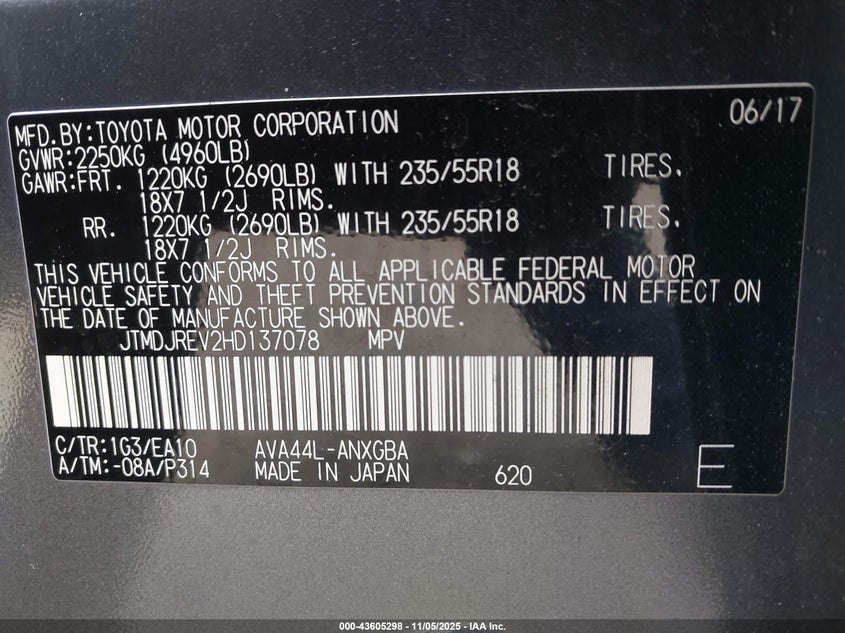 06/17
MFD.BY:TOYOTA MOTOR CORPORATION
GVWR:2250KG (4960LB)
GAWR:FRT. 1220KG (2690LB) WITH 235/55R18 TIRES.
18X7 1/2J RIMS.
RR. 1220KG (2690LB) WITH 235/55R18 TIRES.
18X7 1/2J RIMS.
THIS VEHICLE CONFORMS TO ALL APPLICABLE FEDERAL MOTOR
VEHICLE SAFETY AND THEFT PREVENTION STANDARDS IN EFFECT ON
THE DATE OF MANUFACTURE SHOWN ABOVE.
JTMDJREV2HD137078 MPV
C/TR:1G3/EA10 AVA44L-ANXGBA
A/TM:-08A/P314 MADE IN JAPAN 620 E
000-43605298 - 11/05/2025 - IAA Inc.